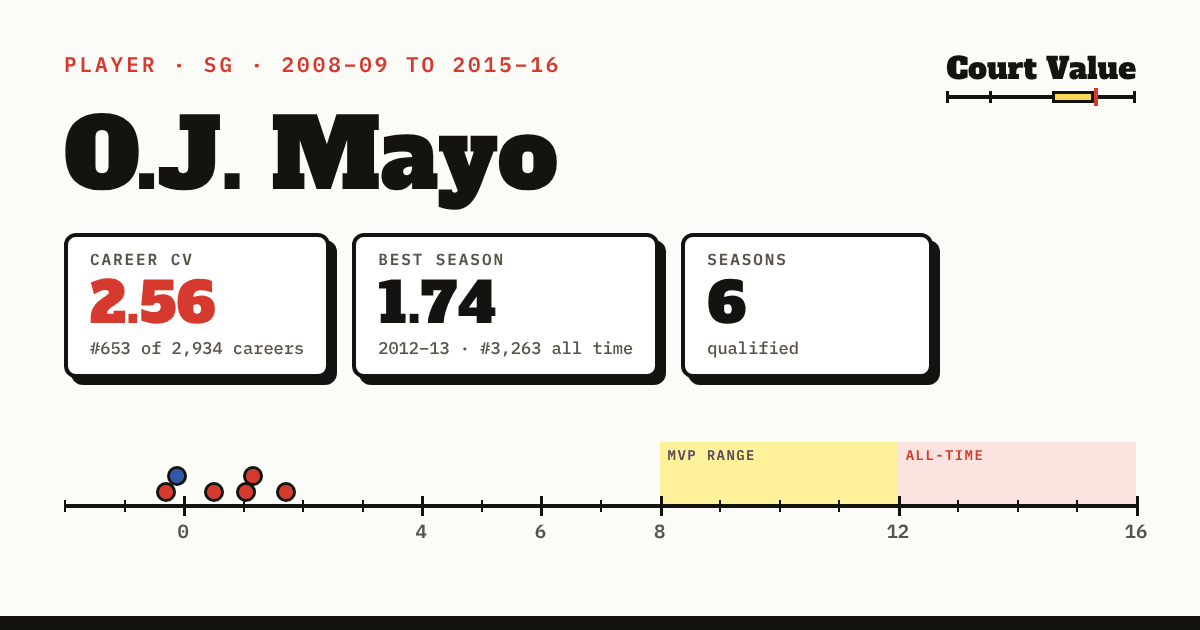 PLAYER · SG · 2008–09 TO 2015–16
Court Value
O.J. Mayo
CAREER CV
2.56
#653 of 2,934 careers
BEST SEASON
1.74
2012–13 · #3,263 all time
SEASONS
6
qualified
MVP RANGE
ALL-TIME
0 4 6 8 12 16